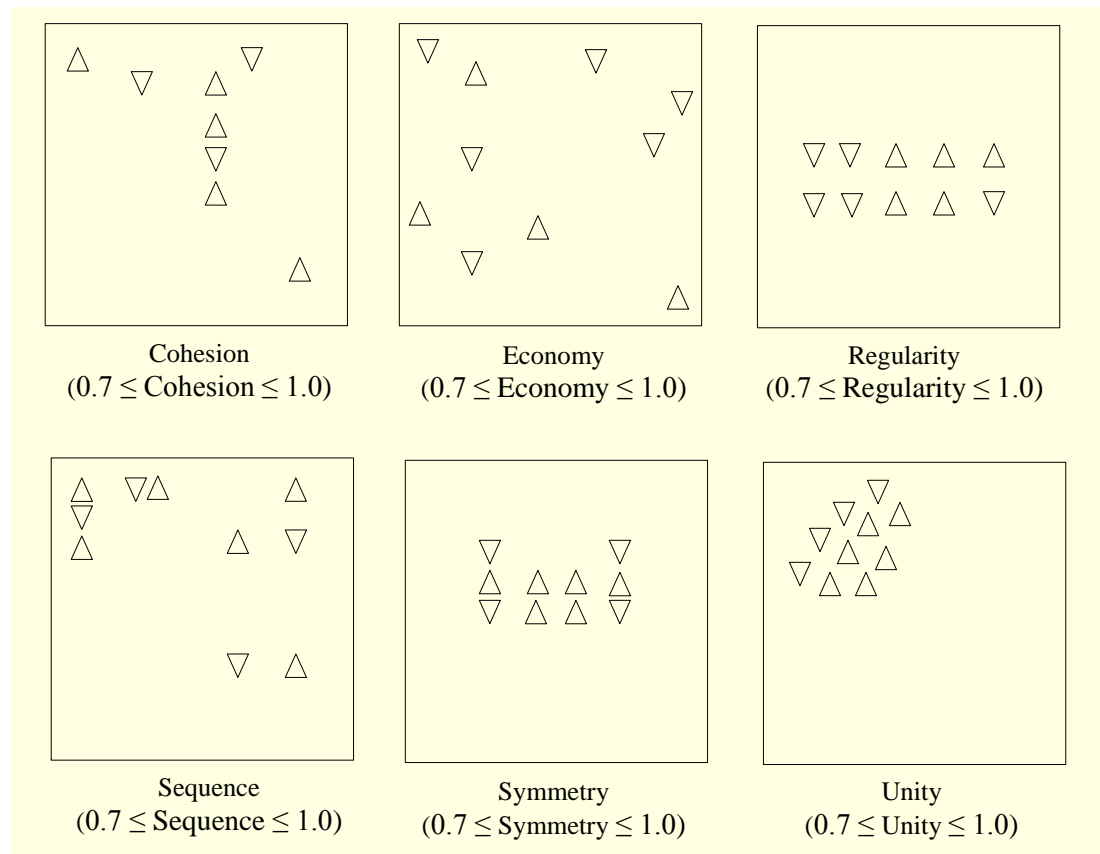 Cohesion
(0.7 ≤ Cohesion ≤ 1.0)
Economy
(0.7 ≤ Economy ≤ 1.0)
Regularity
(0.7 ≤ Regularity ≤ 1.0)
Sequence
(0.7 ≤ Sequence ≤ 1.0)
Symmetry
(0.7 ≤ Symmetry ≤ 1.0)
Unity
(0.7 ≤ Unity ≤ 1.0)